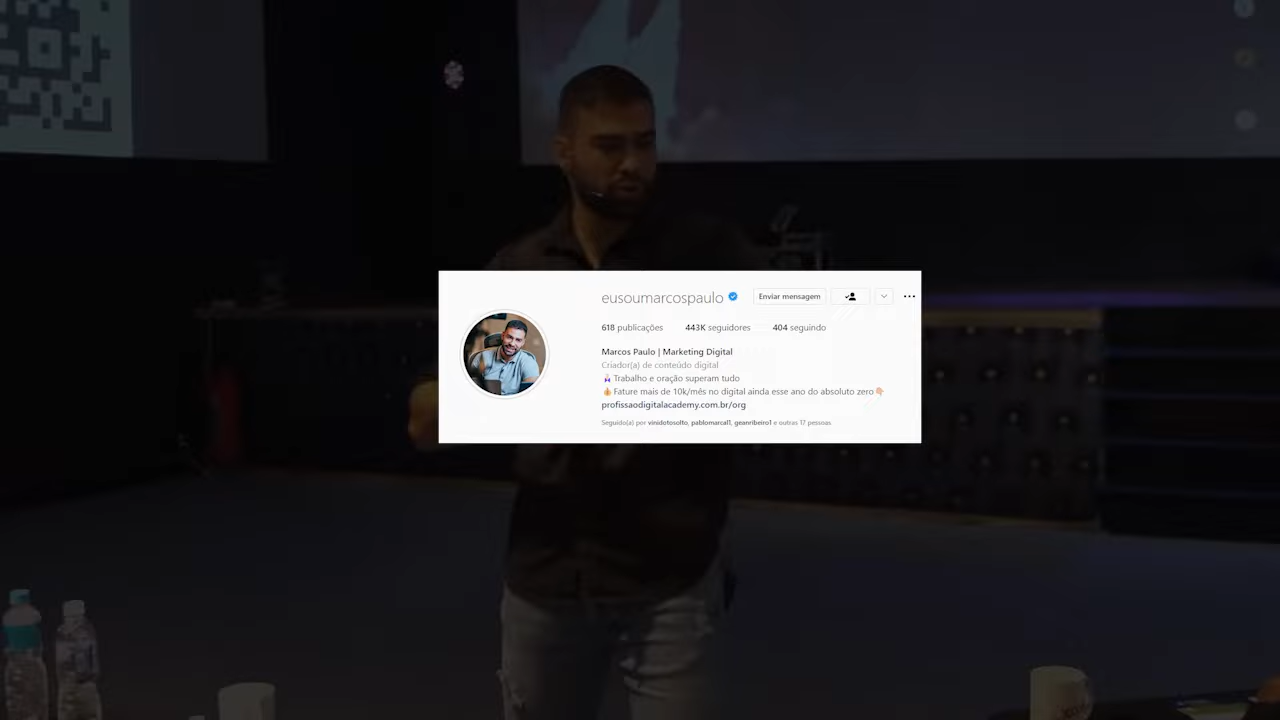 eusoumarcospaulo
Enviar mensagem
618 publicações 443K seguidores 404 seguindo
Marcos Paulo | Marketing Digital
Criador(a) de conteúdo digital
Trabalho e oração superam tudo
Fature mais de 10k/mês no digital ainda esse ano do absoluto zero
profissaodigitalacademy.com.br/org
Seguido(a) por vinidotosolto, pablomarcal1, geanribeiro1 e outras 17 pessoas